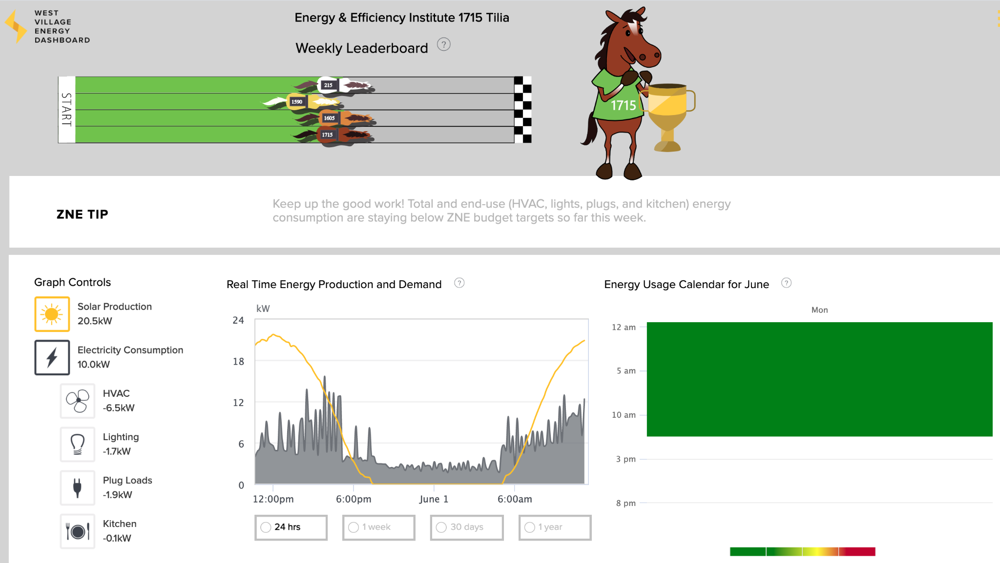 WEST
VILLAGE
ENERGY
DASHBOARD
Energy & Efficiency Institute 1715 Tilia
Weekly Leaderboard ?
START
215
1590
1605
1715
1715
ZNE TIP
Keep up the good work! Total and end-use (HVAC, lights, plugs, and kitchen) energy
consumption are staying below ZNE budget targets so far this week.
Graph Controls
Solar Production
20.5kW
Electricity Consumption
10.0kW
HVAC
-6.5kW
Lighting
-1.7kW
Plug Loads
-1.9kW
Kitchen
-0.1kW
Real Time Energy Production and Demand ?
kW
24
18
12
6
0
12:00pm 6:00pm June 1 6:00am
24 hrs 1 week 30 days 1 year
Energy Usage Calendar for June ?
Mon
12 am
5 am
10 am
3 pm
8 pm